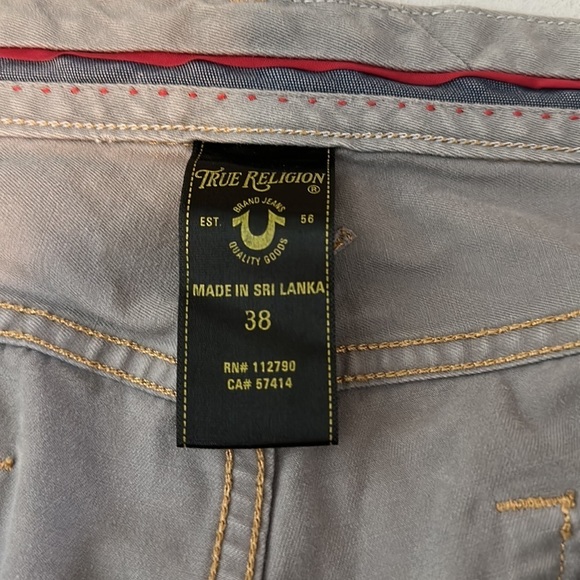 TRUE RELIGION®
BRAND JEANS
EST. 56
QUALITY GOODS
MADE IN SRI LANKA
38
RN# 112790
CA# 57414